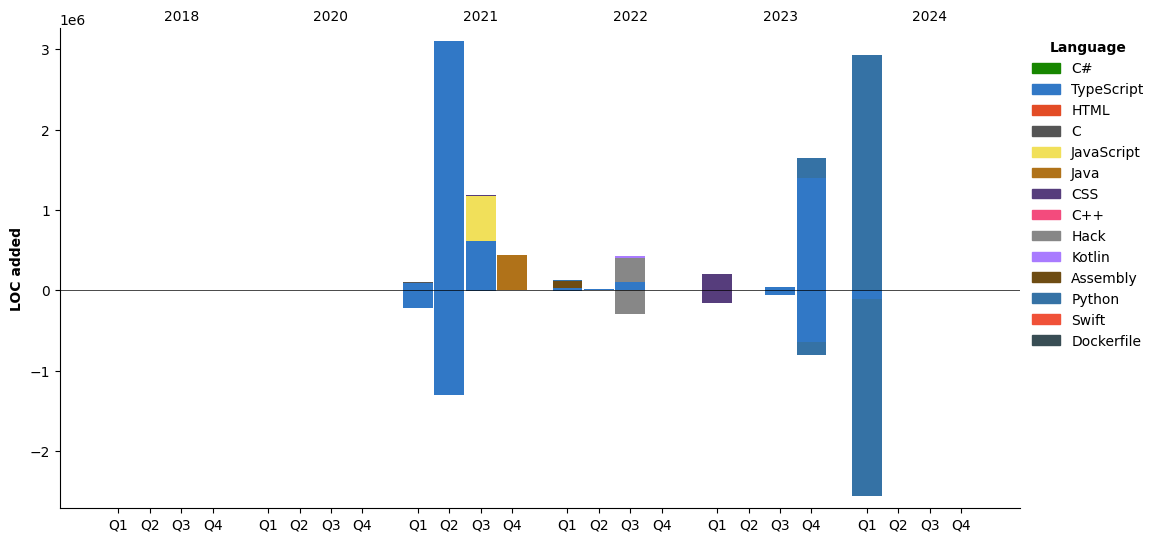 1e6
2018 2020 2021 2022 2023 2024
LOC added
3
2
1
0
−1
−2
Q1 Q2 Q3 Q4 Q1 Q2 Q3 Q4 Q1 Q2 Q3 Q4 Q1 Q2 Q3 Q4 Q1 Q2 Q3 Q4 Q1 Q2 Q3 Q4
Language
C#
TypeScript
HTML
C
JavaScript
Java
CSS
C++
Hack
Kotlin
Assembly
Python
Swift
Dockerfile